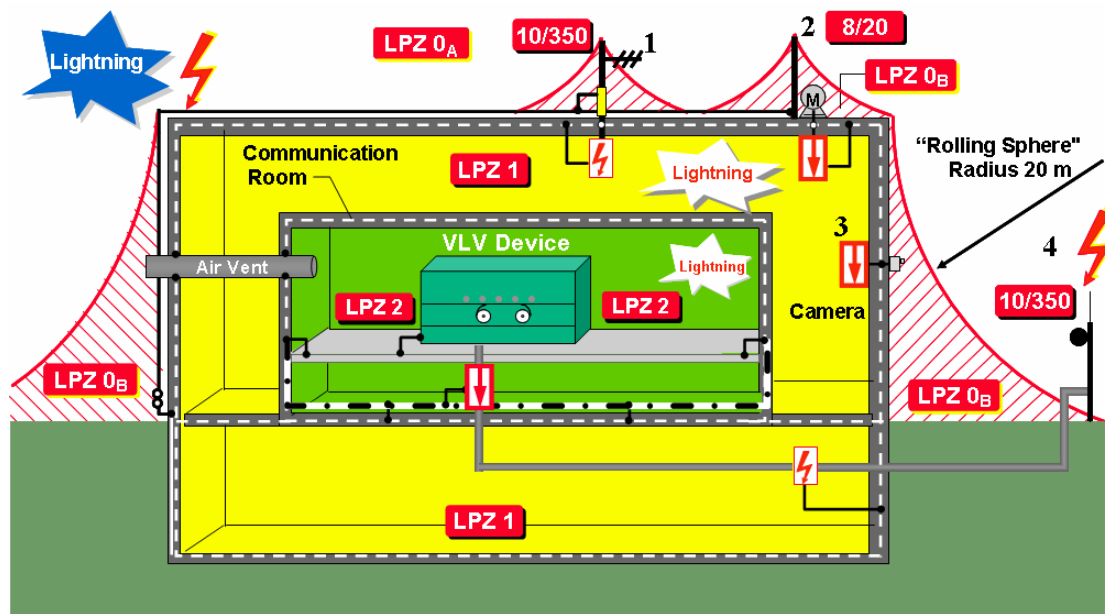 Lightning
LPZ 0A
10/350
1
2
8/20
LPZ 0B
M
"Rolling Sphere"
Radius 20 m
Communication
Room
LPZ 1
Lightning
VLV Device
Lightning
3
4
Air Vent
LPZ 2
LPZ 2
Camera
10/350
LPZ 0B
LPZ 0B
LPZ 1